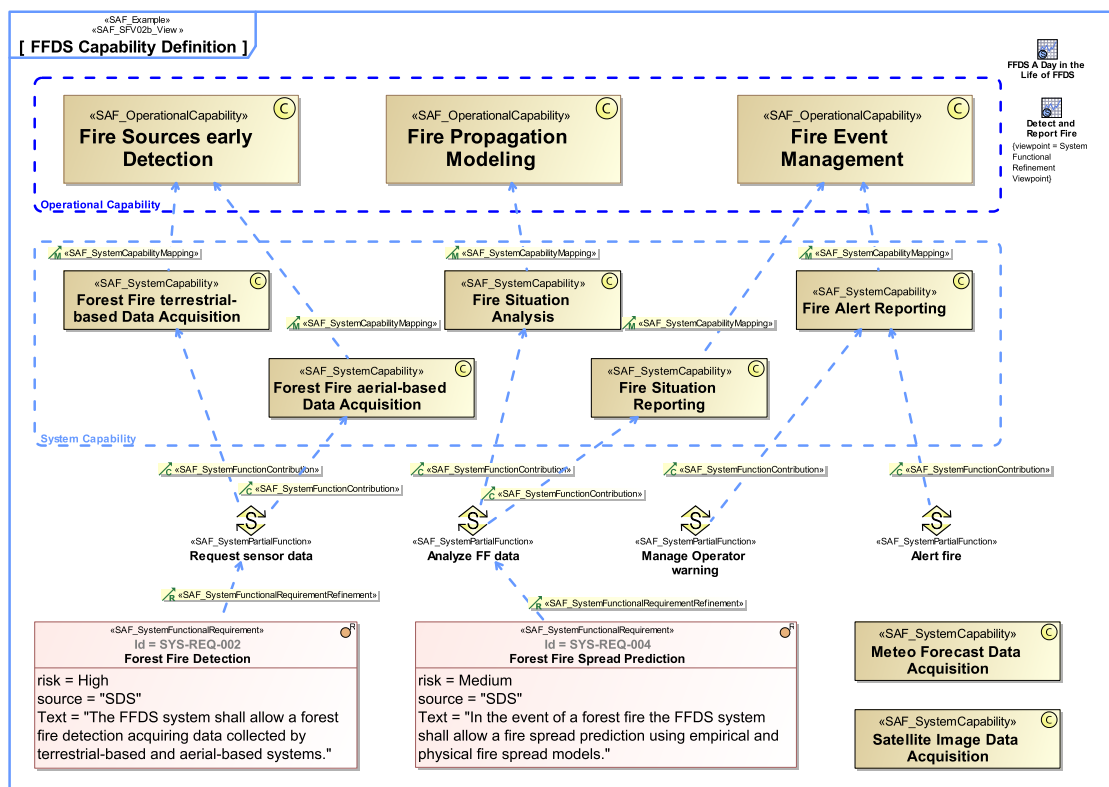 «SAF_Example»
«SAF_SFV02b_View »
[ FFDS Capability Definition ]
FFDS A Day in the
Life of FFDS
Detect and
Report Fire
{viewpoint = System
Functional
Refinement
Viewpoint}
«SAF_OperationalCapability»
Fire Sources early
Detection
C
«SAF_OperationalCapability»
Fire Propagation
Modeling
C
«SAF_OperationalCapability»
Fire Event
Management
C
Operational Capability
M «SAF_SystemCapabilityMapping»
M «SAF_SystemCapabilityMapping»
M «SAF_SystemCapabilityMapping»
«SAF_SystemCapability»
Forest Fire terrestrial-
based Data Acquisition
C
«SAF_SystemCapability»
Fire Situation
Analysis
C
«SAF_SystemCapability»
Fire Alert Reporting
C
M «SAF_SystemCapabilityMapping»
M «SAF_SystemCapabilityMapping»
«SAF_SystemCapability»
Forest Fire aerial-based
Data Acquisition
C
«SAF_SystemCapability»
Fire Situation
Reporting
C
System Capability
C «SAF_SystemFunctionContribution»
C «SAF_SystemFunctionContribution»
C «SAF_SystemFunctionContribution»
C «SAF_SystemFunctionContribution»
C «SAF_SystemFunctionContribution»
C «SAF_SystemFunctionContribution»
S
«SAF_SystemPartialFunction»
Request sensor data
S
«SAF_SystemPartialFunction»
Analyze FF data
S
«SAF_SystemPartialFunction»
Manage Operator
warning
S
«SAF_SystemPartialFunction»
Alert fire
R «SAF_SystemFunctionalRequirementRefinement»
R «SAF_SystemFunctionalRequirementRefinement»
«SAF_SystemFunctionalRequirement»
R
Id = SYS-REQ-002
Forest Fire Detection
risk = High
source = "SDS"
Text = "The FFDS system shall allow a forest
fire detection acquiring data collected by
terrestrial-based and aerial-based systems."
«SAF_SystemFunctionalRequirement»
R
Id = SYS-REQ-004
Forest Fire Spread Prediction
risk = Medium
source = "SDS"
Text = "In the event of a forest fire the FFDS system
shall allow a fire spread prediction using empirical and
physical fire spread models."
«SAF_SystemCapability»
Meteo Forecast Data
Acquisition
C
«SAF_SystemCapability»
Satellite Image Data
Acquisition
C